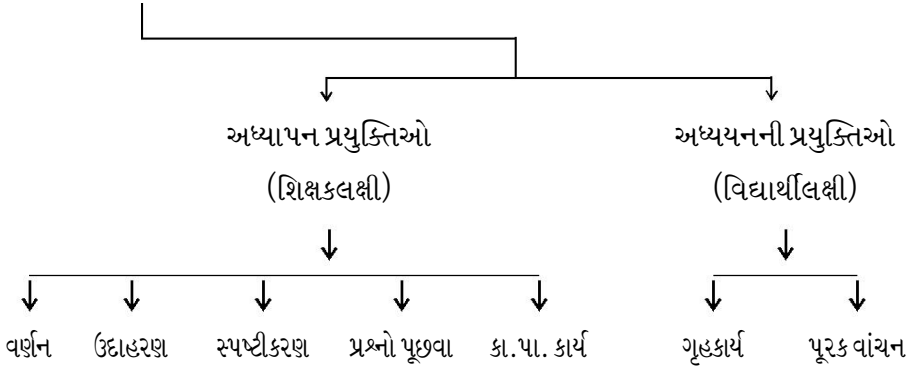 અધ્યાપન પ્રયુક્તિઓ અધ્યયનની પ્રયુક્તિઓ
(શિક્ષકલક્ષી) (વિદ્યાર્થીલક્ષી)
વર્ણન ઉદાહરણ સ્પષ્ટીકરણ પ્રશ્નો પૂછવા કા.પા. કાર્ય ગૃહકાર્ય પૂરક વાંચન